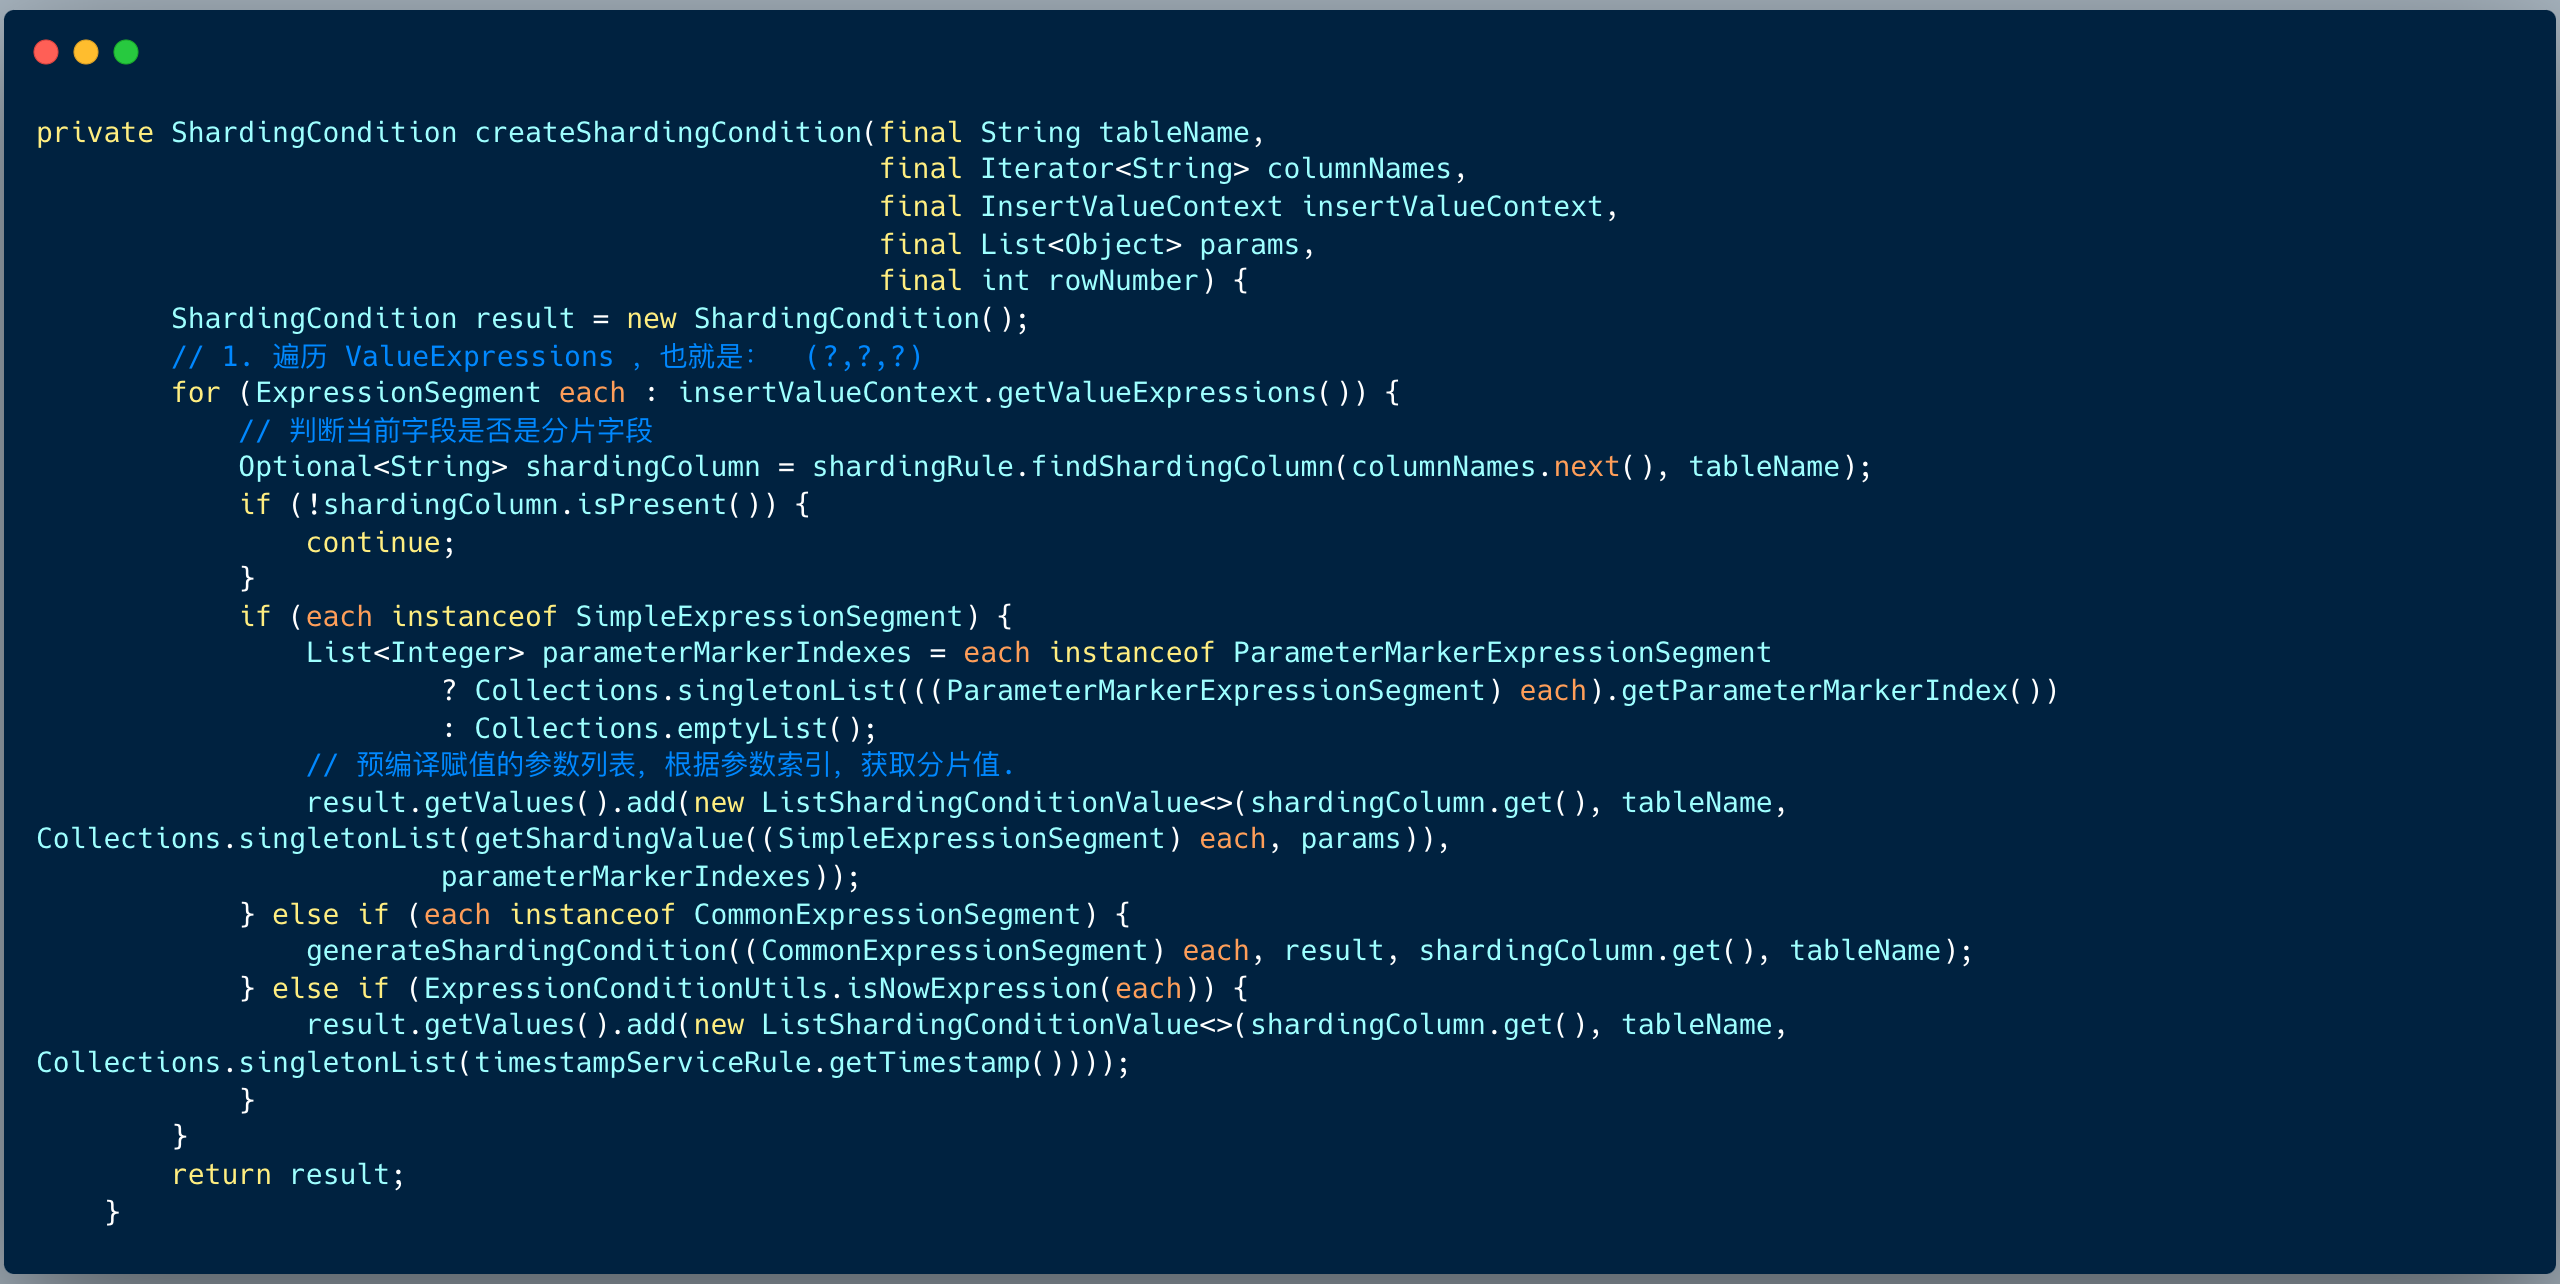 private ShardingCondition createShardingCondition(final String tableName,
                                                  final Iterator<String> columnNames,
                                                  final InsertValueContext insertValueContext,
                                                  final List<Object> params,
                                                  final int rowNumber) {
        ShardingCondition result = new ShardingCondition();
        // 1. 遍历 ValueExpressions , 也就是:  (?,?,?)
        for (ExpressionSegment each : insertValueContext.getValueExpressions()) {
            // 判断当前字段是否是分片字段
            Optional<String> shardingColumn = shardingRule.findShardingColumn(columnNames.next(), tableName);
            if (!shardingColumn.isPresent()) {
                continue;
            }
            if (each instanceof SimpleExpressionSegment) {
                List<Integer> parameterMarkerIndexes = each instanceof ParameterMarkerExpressionSegment
                        ? Collections.singletonList(((ParameterMarkerExpressionSegment) each).getParameterMarkerIndex())
                        : Collections.emptyList();
                // 预编译赋值的参数列表, 根据参数索引, 获取分片值.
                result.getValues().add(new ListShardingConditionValue<>(shardingColumn.get(), tableName,
Collections.singletonList(getShardingValue((SimpleExpressionSegment) each, params)),
                        parameterMarkerIndexes));
            } else if (each instanceof CommonExpressionSegment) {
                generateShardingCondition((CommonExpressionSegment) each, result, shardingColumn.get(), tableName);
            } else if (ExpressionConditionUtils.isNowExpression(each)) {
                result.getValues().add(new ListShardingConditionValue<>(shardingColumn.get(), tableName,
Collections.singletonList(timestampServiceRule.getTimestamp())));
            }
        }
        return result;
    }